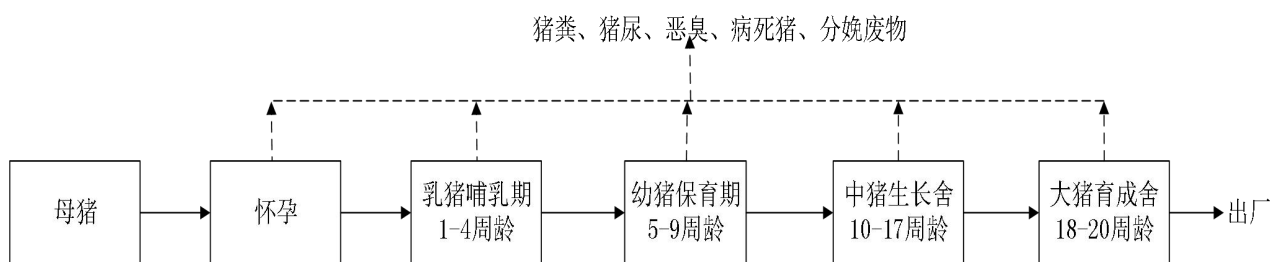 猪粪、猪尿、恶臭、病死猪、分娩废物
母猪
怀孕
乳猪哺乳期
1-4周龄
幼猪保育期
5-9周龄
中猪生长舍
10-17周龄
大猪育成舍
18-20周龄
出厂